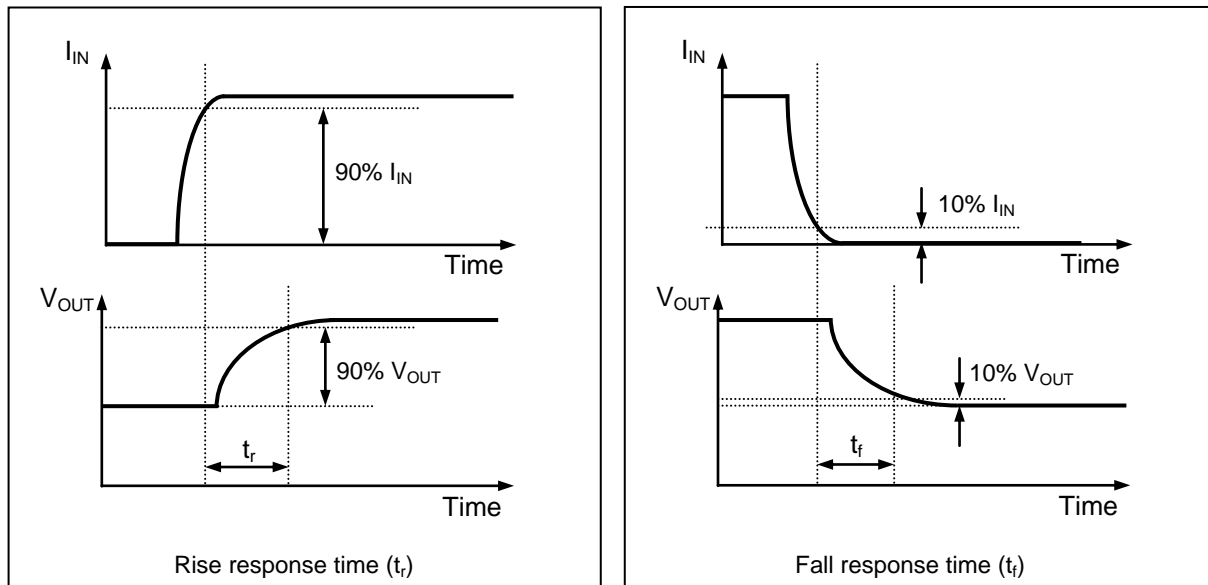 I_IN
90% I_IN
Time
V_OUT
90% V_OUT
t_r
Time
Rise response time (t_r)
I_IN
10% I_IN
Time
V_OUT
10% V_OUT
t_f
Time
Fall response time (t_f)